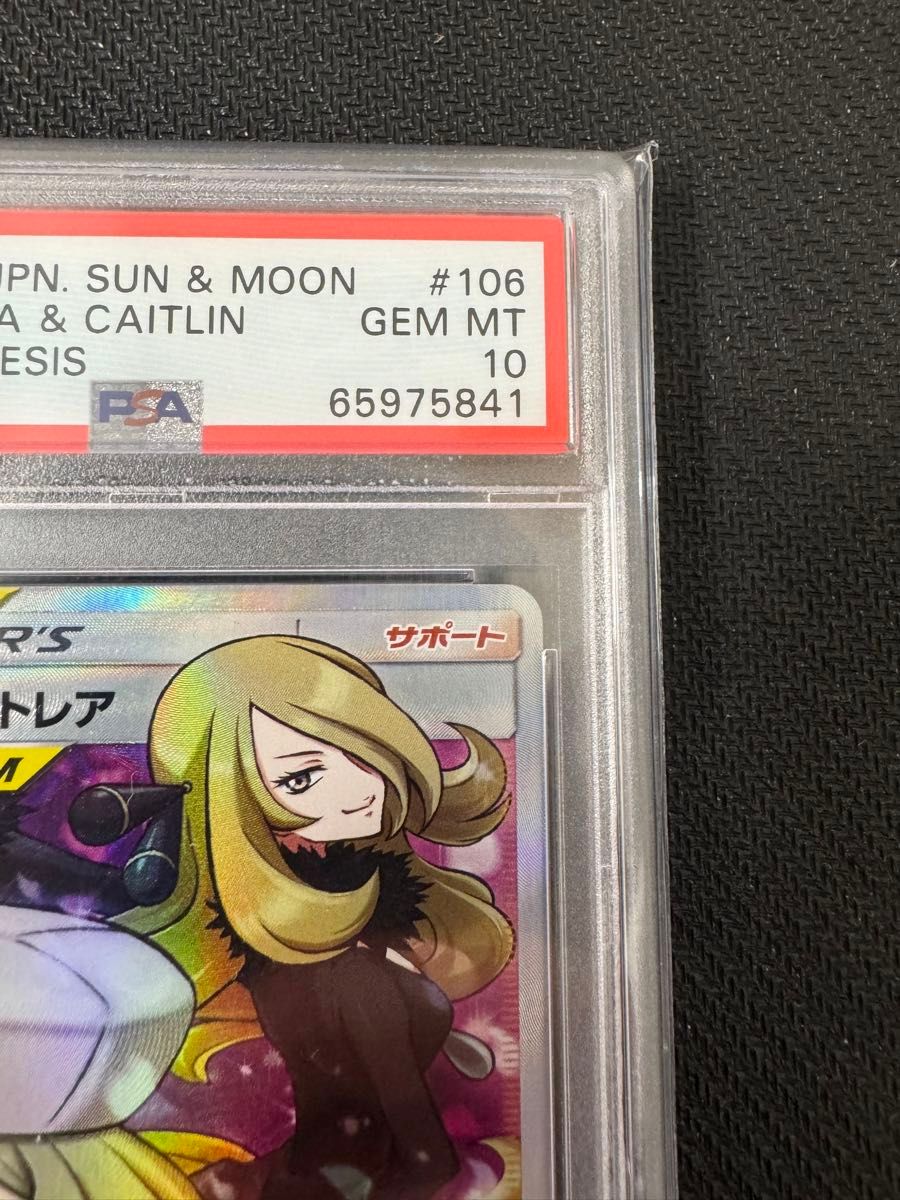 JPN. SUN & MOON #106
A & CAITLIN GEM MT
ESIS 10
PSA 65975841
R'S サポート
トレア
M